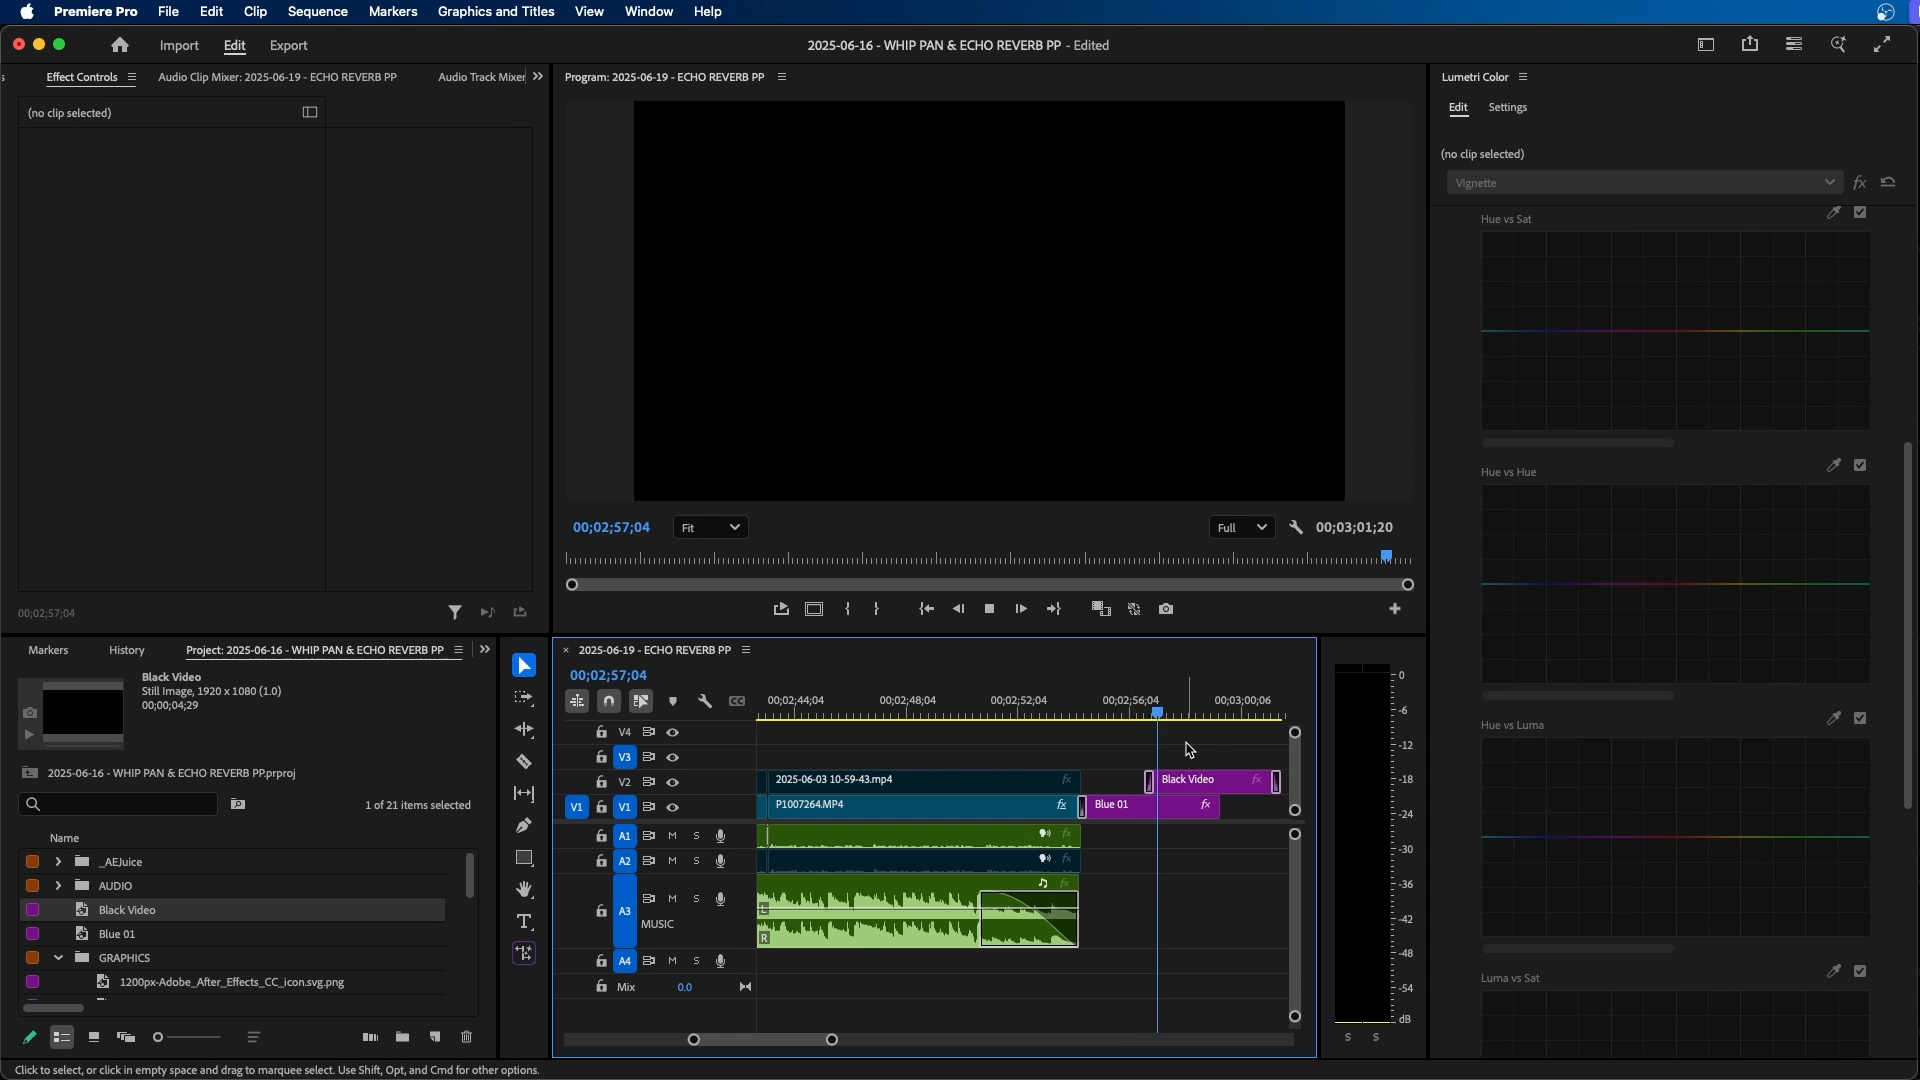 Premiere Pro File Edit Clip Sequence Markers Graphics and Titles View Window Help
Import Edit Export
2025-06-16 - WHIP PAN & ECHO REVERB PP - Edited
Effect Controls Audio Clip Mixer: 2025-06-19 - ECHO REVERB PP Audio Track Mixer
(no clip selected)
00;02;57;04
Program: 2025-06-19 - ECHO REVERB PP
00;02;57;04 Fit Full 00;03;01;20
Lumetri Color
Edit Settings
(no clip selected)
Vignette fx
Hue vs Sat
Hue vs Hue
Hue vs Luma
Luma vs Sat
Markers History Project: 2025-06-16 - WHIP PAN & ECHO REVERB PP
Black Video
Still Image, 1920 x 1080 (1.0)
00;00;04;29
2025-06-16 - WHIP PAN & ECHO REVERB PP.prproj
1 of 21 items selected
Name
_AEJuice
AUDIO
Black Video
Blue 01
GRAPHICS
1200px-Adobe_After_Effects_CC_icon.svg.png
2025-06-19 - ECHO REVERB PP
00;02;57;04
CC
00;02;44;04 00;02;48;04 00;02;52;04 00;02;56;04 00;03;00;06
V4
V3
V2 2025-06-03 10-59-43.mp4 fx Black Video fx
V1 V1 P1007264.MP4 fx Blue 01 fx
A1 M S fx
A2 M S fx
A3 M S fx
MUSIC
L
R
A4 M S
Mix 0.0
0
-6
-12
-18
-24
-30
-36
-42
-48
-54
dB
S S
Click to select, or click in empty space and drag to marquee select. Use Shift, Opt, and Cmd for other options.